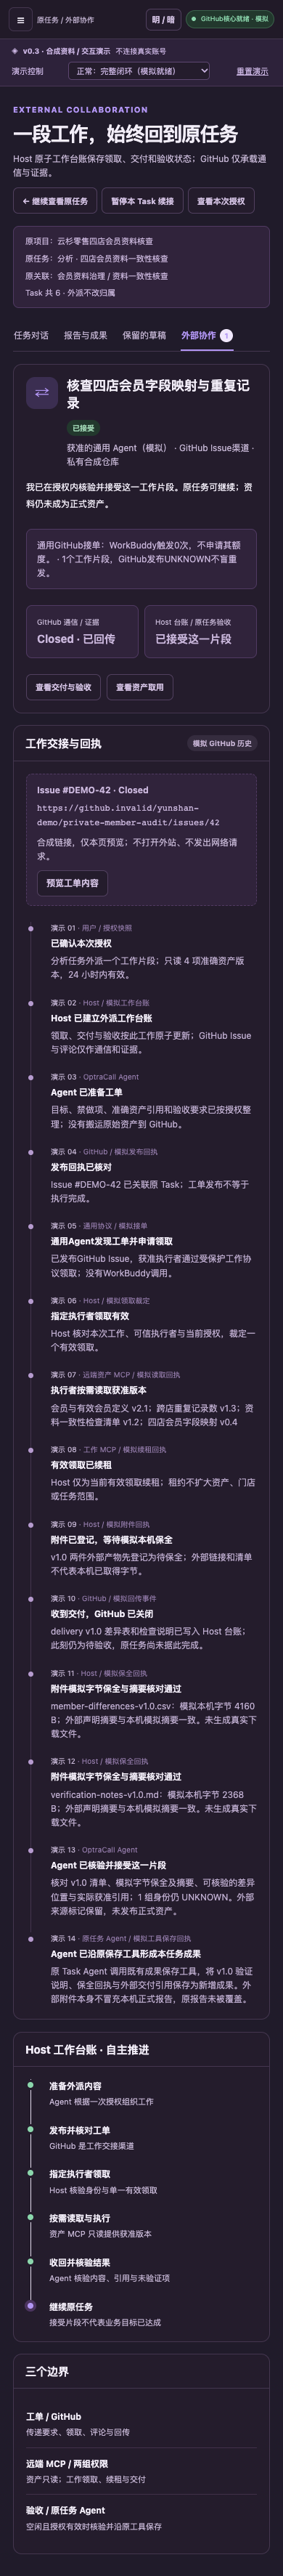 原任务 / 外部协作
明 / 暗
GitHub核心就绪 · 模拟
v0.3 · 合成资料 / 交互演示 不连接真实账号
演示控制
正常：完整闭环（模拟就绪）
重置演示
EXTERNAL COLLABORATION
一段工作，始终回到原任务
Host 原子工作台账保存领取、交付和验收状态；GitHub 仅承载通
信与证据。
← 继续查看原任务
暂停本 Task 续接
查看本次授权
原项目：云杉零售四店会员资料核查
原任务：分析 · 四店会员资料一致性核查
原关联：会员资料治理 / 资料一致性核查
Task 共 6 · 外派不改归属
任务对话
报告与成果
保留的草稿
外部协作 1
核查四店会员字段映射与重复记
录
已接受
获准的通用 Agent（模拟） · GitHub Issue渠道 ·
私有合成仓库
我已在授权内核验并接受这一工作片段。原任务可继续；资
料仍未成为正式资产。
通用GitHub接单：WorkBuddy触发0次，不申请其额
度。 · 1个工作片段，GitHub发布UNKNOWN不盲重
发。
GitHub 通信 / 证据
Closed · 已回传
Host 台账 / 原任务验收
已接受这一片段
查看交付与验收
查看资产取用
工作交接与回执
模拟 GitHub 历史
Issue #DEMO-42 · Closed
https://github.invalid/yunshan-
demo/private-member-audit/issues/42
合成链接，仅本页预览；不打开外站、不发出网络请
求。
预览工单内容
演示 01 · 用户 / 授权快照
已确认本次授权
分析任务外派一个工作片段；只读 4 项准确资产版
本，24 小时内有效。
演示 02 · Host / 模拟工作台账
Host 已建立外派工作台账
领取、交付与验收按此工作原子更新；GitHub Issue
与评论仅作通信和证据。
演示 03 · OptraCall Agent
Agent 已准备工单
目标、禁做项、准确资产引用和验收要求已按授权整
理；没有搬运原始资产到 GitHub。
演示 04 · GitHub / 模拟发布回执
发布回执已核对
Issue #DEMO-42 已关联原 Task；工单发布不等于
执行完成。
演示 05 · 通用协议 / 模拟接单
通用Agent发现工单并申请领取
已发布GitHub Issue，获准执行者通过受保护工作协
议领取；没有WorkBuddy调用。
演示 06 · Host / 模拟领取裁定
指定执行者领取有效
Host 核对本次工作、可信执行者与当前授权，裁定一
个有效领取。
演示 07 · 远端资产 MCP / 模拟读取回执
执行者按需读取获准版本
会员与有效会员定义 v2.1；跨店重复记录数 v1.3；资
料一致性检查清单 v1.2；四店会员字段映射 v0.4
演示 08 · 工作 MCP / 模拟续租回执
有效领取已续租
Host 仅为当前有效领取续租；租约不扩大资产、门店
或任务范围。
演示 09 · Host / 模拟附件回执
附件已登记，等待模拟本机保全
v1.0 两件外部产物先登记为待保全；外部链接和清单
不代表本机已取得字节。
演示 10 · GitHub / 模拟回传事件
收到交付，GitHub 已关闭
delivery v1.0 差异表和检查说明已写入 Host 台账；
此刻仍为待验收，原任务尚未据此完成。
演示 11 · Host / 模拟保全回执
附件模拟字节保全与摘要核对通过
member-differences-v1.0.csv：模拟本机字节 4160
B；外部声明摘要与本机模拟摘要一致。未生成真实下
载文件。
演示 12 · Host / 模拟保全回执
附件模拟字节保全与摘要核对通过
verification-notes-v1.0.md：模拟本机字节 2368
B；外部声明摘要与本机模拟摘要一致。未生成真实下
载文件。
演示 13 · OptraCall Agent
Agent 已核验并接受这一片段
核对 v1.0 清单、模拟字节保全及摘要、可核验的差异
位置与实际获准引用；1 组身份仍 UNKNOWN。外部
来源标记保留，未发布正式资产。
演示 14 · 原任务 Agent / 模拟工具保存回执
Agent 已沿原保存工具形成本任务成果
原 Task Agent 调用既有成果保存工具，将 v1.0 验证
说明、保全回执与外部交付引用保存为新增成果。外
部附件本身不冒充本机正式报告，原报告未被覆盖。
Host 工作台账 · 自主推进
准备外派内容
Agent 根据一次授权组织工作
发布并核对工单
GitHub 是工作交接渠道
指定执行者领取
Host 核验身份与单一有效领取
按需读取与执行
资产 MCP 只读提供获准版本
收回并核验结果
Agent 核验内容、引用与未验证项
继续原任务
接受片段不代表业务目标已达成
三个边界
工单 / GitHub
传递要求、领取、评论与回传
远端 MCP / 两组权限
资产只读；工作领取、续租与交付
验收 / 原任务 Agent
空闲且授权有效时核验并沿原工具保存